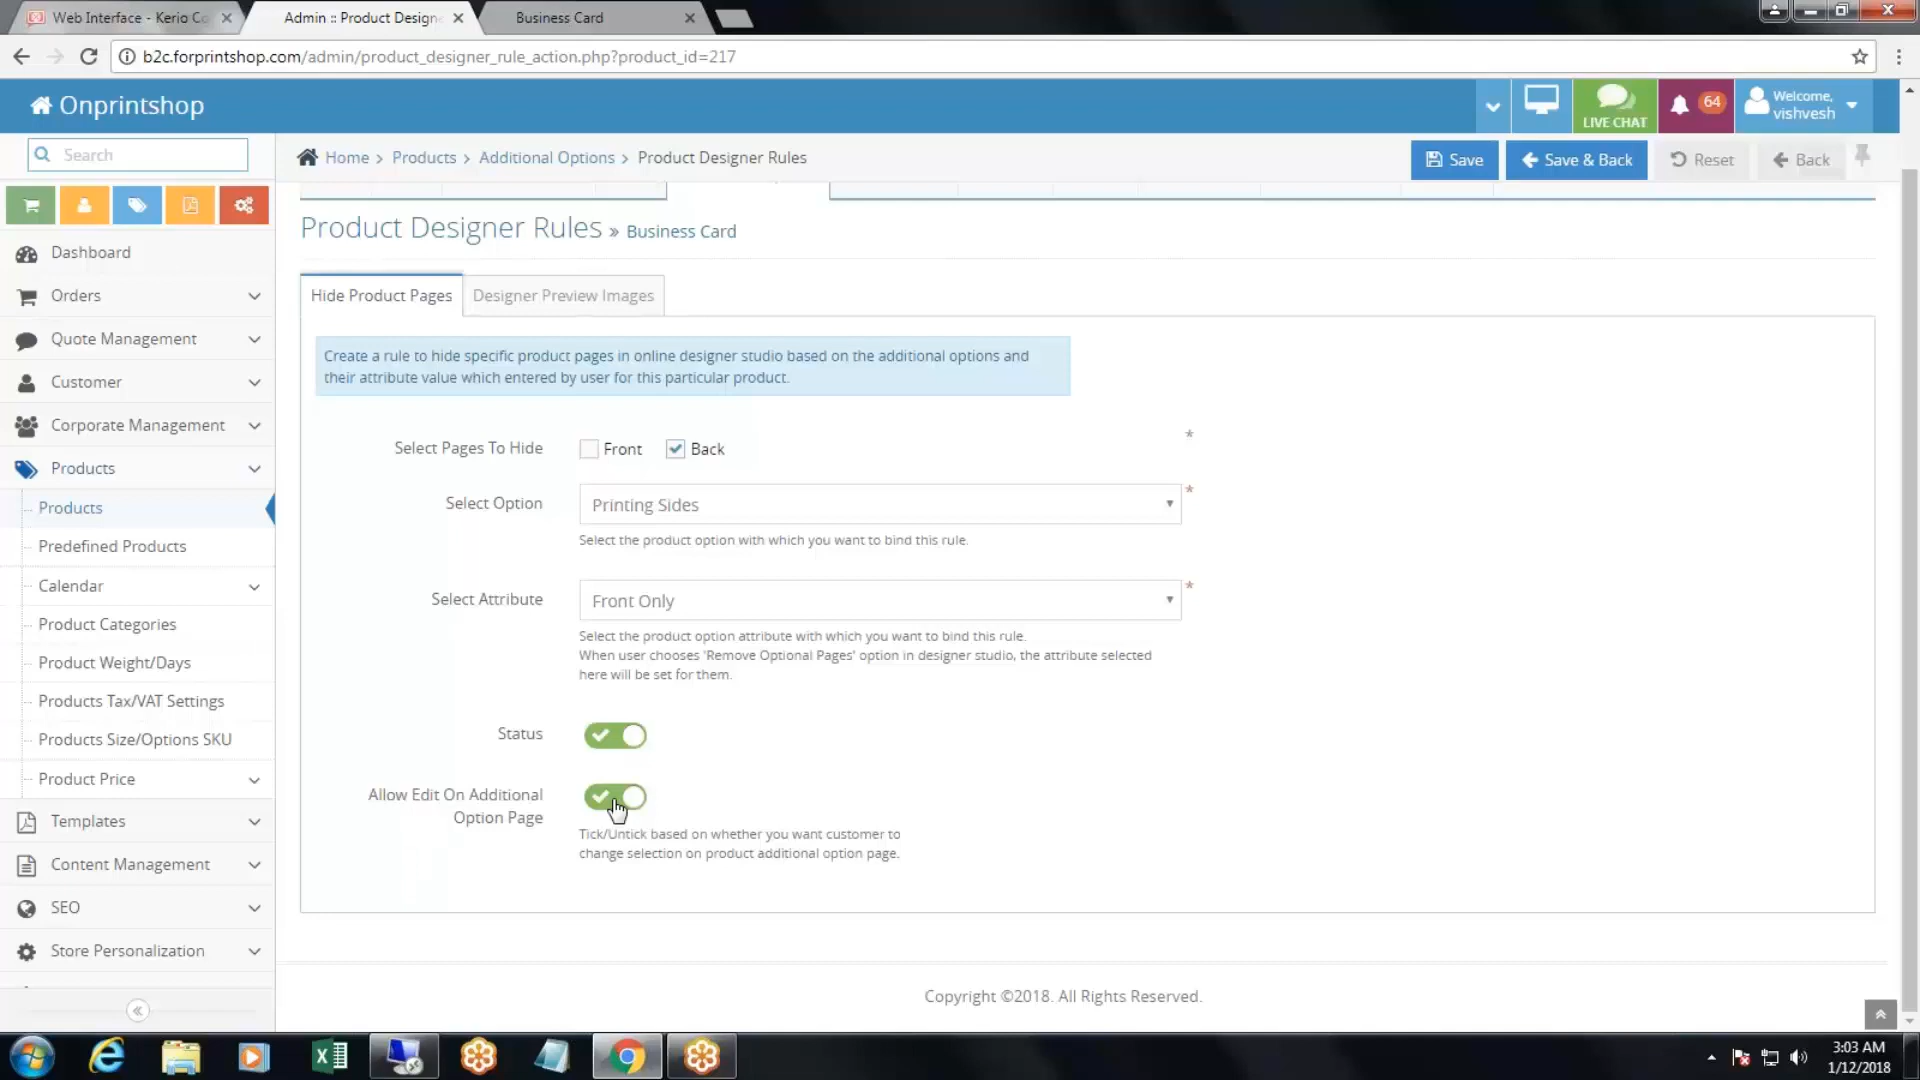 Web Interface - Kerio Co
Admin :: Product Designe
Business Card
b2c.forprintshop.com/admin/product_designer_rule_action.php?product_id=217
Onprintshop
LIVE CHAT
64
Welcome,
vishvesh
Search
Home > Products > Additional Options > Product Designer Rules
Save
Save & Back
Reset
Back
Product Designer Rules » Business Card
Dashboard
Orders
Quote Management
Customer
Corporate Management
Products
Products
Predefined Products
Calendar
Product Categories
Product Weight/Days
Products Tax/VAT Settings
Products Size/Options SKU
Product Price
Templates
Content Management
SEO
Store Personalization
Hide Product Pages
Designer Preview Images
Create a rule to hide specific product pages in online designer studio based on the additional options and
their attribute value which entered by user for this particular product.
Select Pages To Hide
Front
Back
*
Select Option
Printing Sides
*
Select the product option with which you want to bind this rule.
Select Attribute
Front Only
*
Select the product option attribute with which you want to bind this rule.
When user chooses 'Remove Optional Pages' option in designer studio, the attribute selected
here will be set for them.
Status
Allow Edit On Additional
Option Page
Tick/Untick based on whether you want customer to
change selection on product additional option page.
Copyright ©2018. All Rights Reserved.
3:03 AM
1/12/2018